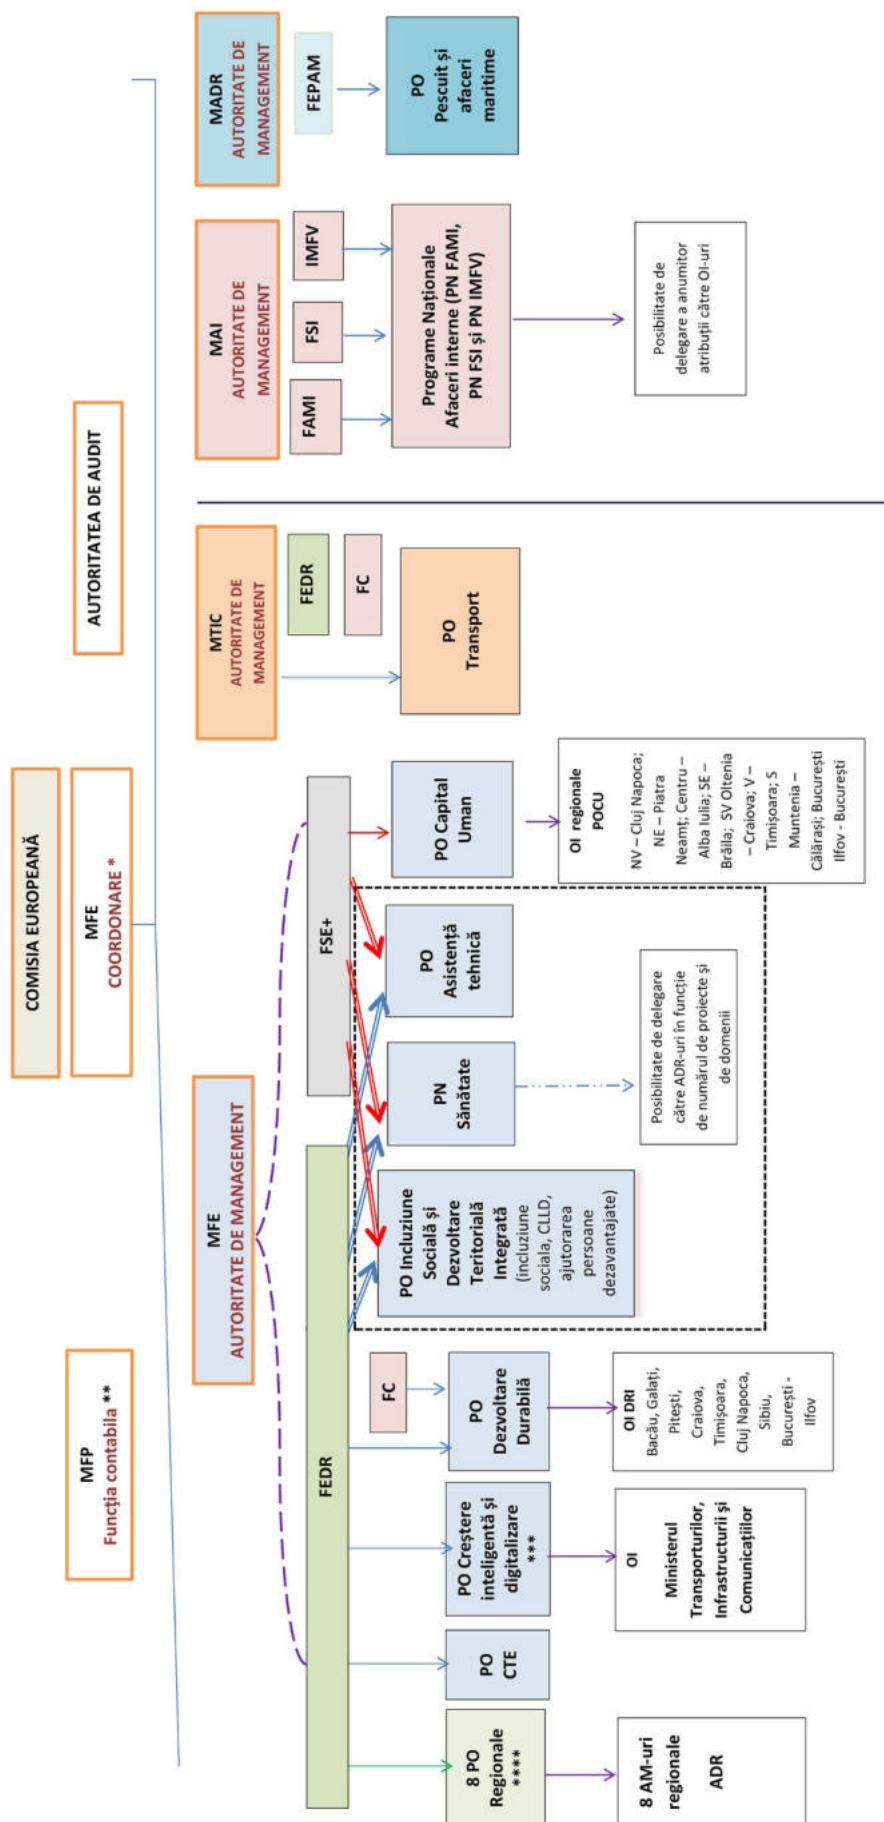 COMISIA EUROPEANĂ
MFP
Funcția contabila **
MFE
COORDONARE *
AUTORITATEA DE AUDIT
MFE
AUTORITATE DE MANAGEMENT
MTIC
AUTORITATE DE
MANAGEMENT
MAI
AUTORITATE DE
MANAGEMENT
MADR
AUTORITATE DE
MANAGEMENT
FEDR
FSE+
FEDR
FC
FAMI
FSI
IMFV
FEPAM
FC
8 PO
Regionale
****
PO
CTE
PO Creștere
inteligentă și
digitalizare
***
PO
Dezvoltare
Durabilă
PO Incluziune
Socială și
Dezvoltare
Teritorială
Integrată
(incluziune
sociala, CLLD,
ajutorarea
persoane
dezavantajate)
PN
Sănătate
PO
Asistență
tehnică
PO Capital
Uman
PO
Transport
Programe Naționale
Afaceri interne (PN FAMI,
PN FSI și PN IMFV)
PO
Pescuit și
afaceri
maritime
8 AM-uri
regionale
ADR
OI
Ministerul
Transporturilor,
Infrastructurii și
Comunicațiilor
OI DRI
Bacău, Galați,
Pitești,
Craiova,
Timișoara,
Cluj Napoca,
Sibiu,
București -
Ilfov
Posibilitate de delegare
către ADR-uri în funcție
de numărul de proiecte și
de domenii
OI regionale
POCU
NV – Cluj Napoca;
NE – Piatra
Neamț; Centru –
Alba Iulia; SE –
Brăila; SV Oltenia
– Craiova; V –
Timișoara; S
Muntenia –
Călărași; București
Ilfov - București
Posibilitate de
delegare a anumitor
atribuții către OI-uri